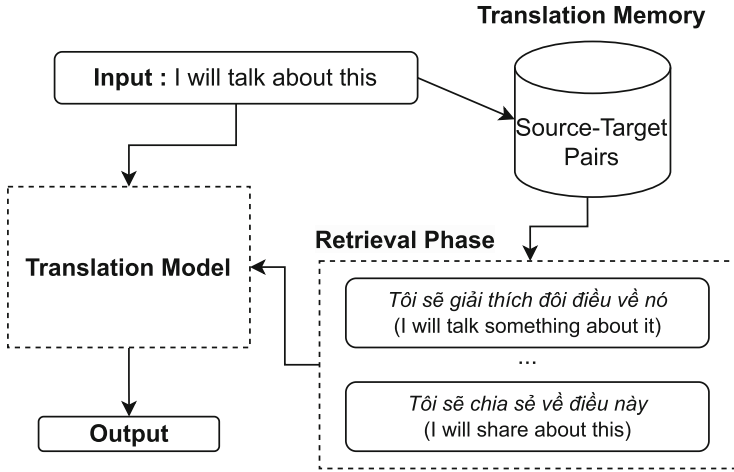 Translation Memory
Input : I will talk about this
Source-Target
Pairs
Retrieval Phase
Translation Model
Tôi sẽ giải thích đôi điều về nó
(I will talk something about it)
...
Tôi sẽ chia sẻ về điều này
(I will share about this)
Output